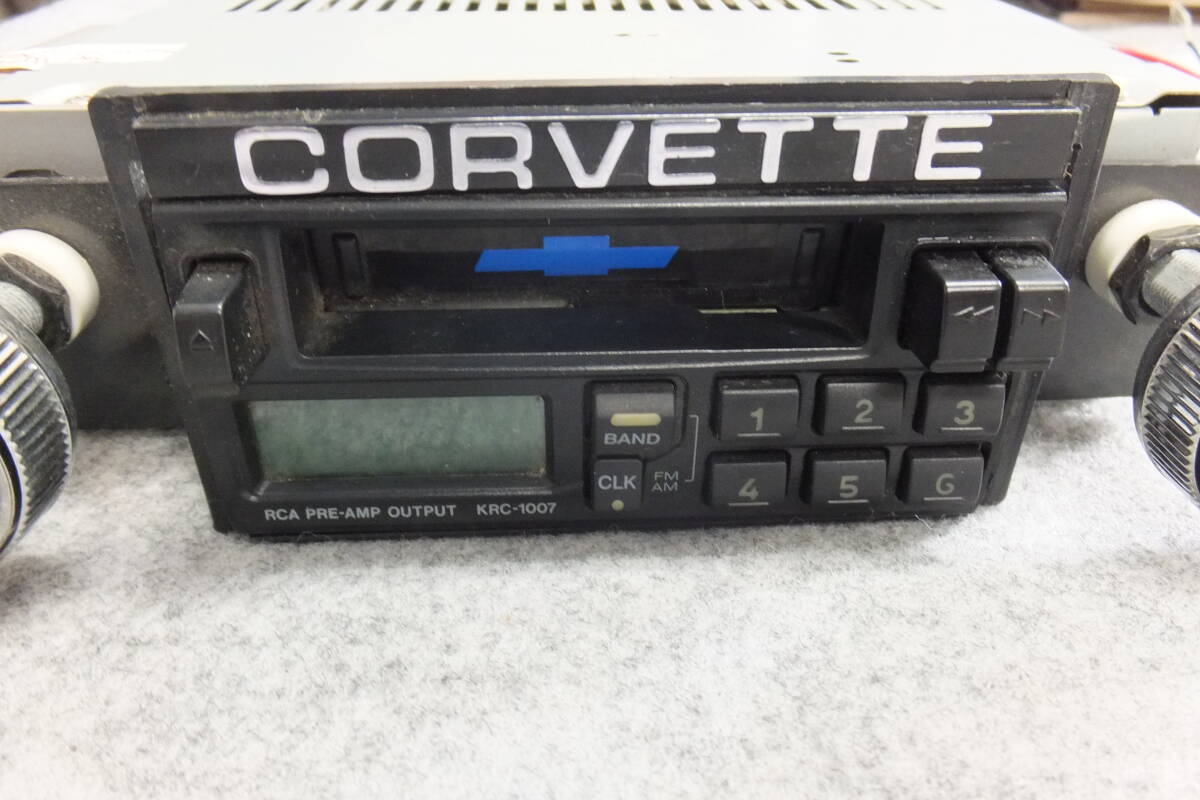 CORVETTE
BAND
1 2 3
CLK FM
AM
4 5 6
RCA PRE-AMP OUTPUT KRC-1007